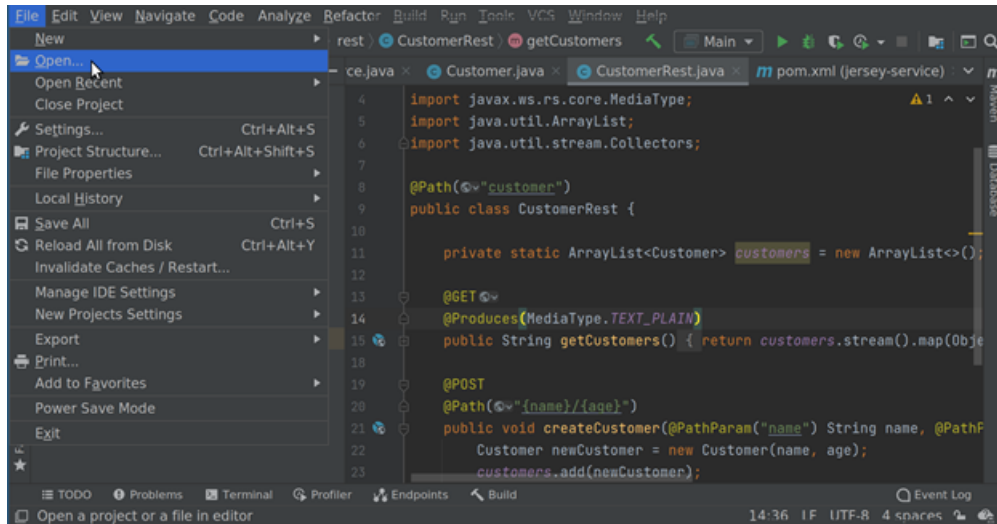 File Edit View Navigate Code Analyze Refactor Build Run Tools VCS Window Help
New
Open...
Open Recent
Close Project
Settings... Ctrl+Alt+S
Project Structure... Ctrl+Alt+Shift+S
File Properties
Local History
Save All Ctrl+S
Reload All from Disk Ctrl+Alt+Y
Invalidate Caches / Restart...
Manage IDE Settings
New Projects Settings
Export
Print...
Add to Favorites
Power Save Mode
Exit
rest CustomerRest getCustomers Main
ce.java Customer.java CustomerRest.java pom.xml (jersey-service)
4 import javax.ws.rs.core.MediaType; 1
5 import java.util.ArrayList;
6 import java.util.stream.Collectors;
7
8 @Path("customer")
9 public class CustomerRest {
10
11 private static ArrayList<Customer> customers = new ArrayList<>();
12
13 @GET
14 @Produces(MediaType.TEXT_PLAIN)
15 public String getCustomers() { return customers.stream().map(Obje
18
19 @POST
20 @Path("{name}/{age}")
21 public void createCustomer(@PathParam("name") String name, @PathP
22 Customer newCustomer = new Customer(name, age);
23 customers.add(newCustomer);
Maven
Database
TODO Problems Terminal Profiler Endpoints Build Event Log
Open a project or a file in editor 14:36 LF UTF-8 4 spaces